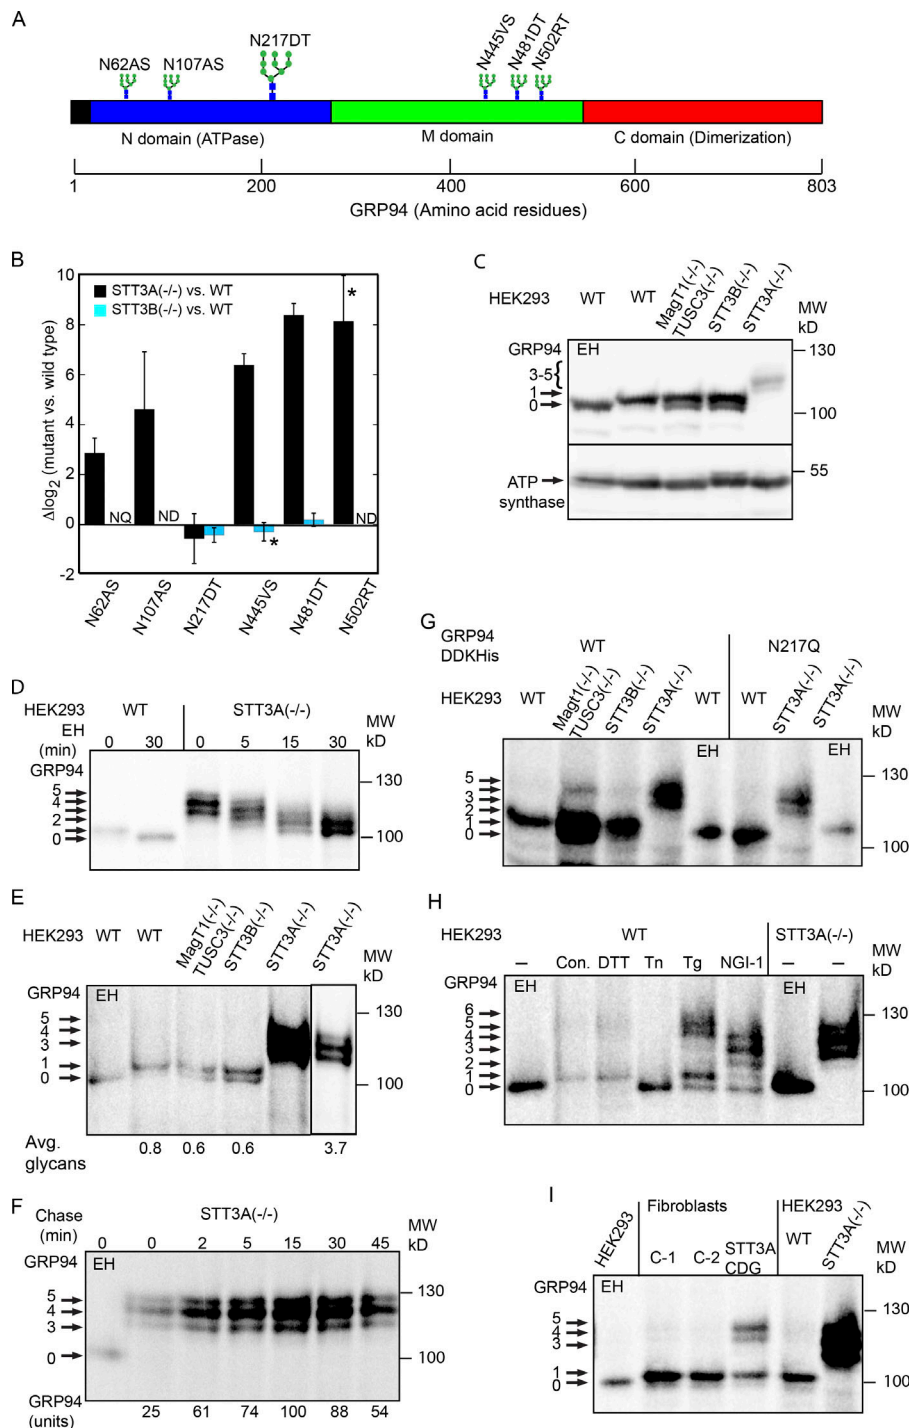 A
N62AS N107AS N217DT N445VS N481DT N502RT
N domain (ATPase) M domain C domain (Dimerization)
1 200 400 600 803
GRP94 (Amino acid residues)
B
10
8
6
4
2
0
-2
Δlog2 (mutant vs. wild type)
STT3A(-/-) vs. WT
STT3B(-/-) vs. WT
*
NQ ND ND
*
N62AS N107AS N217DT N445VS N481DT N502RT
C
HEK293 WT WT MagT1(-/-) TUSC3(-/-) STT3B(-/-) STT3A(-/-)
MW
kD
GRP94 EH 130
3-5{
1
0
100
ATP
synthase
55
D
HEK293 WT STT3A(-/-) MW
EH
(min) 0 30 0 5 15 30 kD
GRP94
5
4
2
0
130
100
E
HEK293 WT WT MagT1(-/-) TUSC3(-/-) STT3B(-/-) STT3A(-/-) STT3A(-/-)
MW
kD
GRP94 EH
5
4
3
1
0
130
100
Avg.
glycans 0.8 0.6 0.6 3.7
F
Chase STT3A(-/-) MW
(min) 0 0 2 5 15 30 45 kD
GRP94 EH
5
4
3
0
130
100
GRP94
(units) 25 61 74 100 88 54
G
GRP94
DDKHis WT N217Q
HEK293 WT Magt1(-/-) TUSC3(-/-) STT3B(-/-) STT3A(-/-) WT WT STT3A(-/-) STT3A(-/-)
MW
kD
GRP94 EH EH
5
4
3
2
1
0
130
100
H
HEK293 WT STT3A(-/-) MW
– Con. DTT Tn Tg NGI-1 – – kD
GRP94 EH EH
6
5
4
3
2
1
0
130
100
I
HEK293 Fibroblasts HEK293
C-1 C-2 STT3A CDG WT STT3A(-/-)
MW
kD
GRP94 EH
5
4
3
1
0
130
100